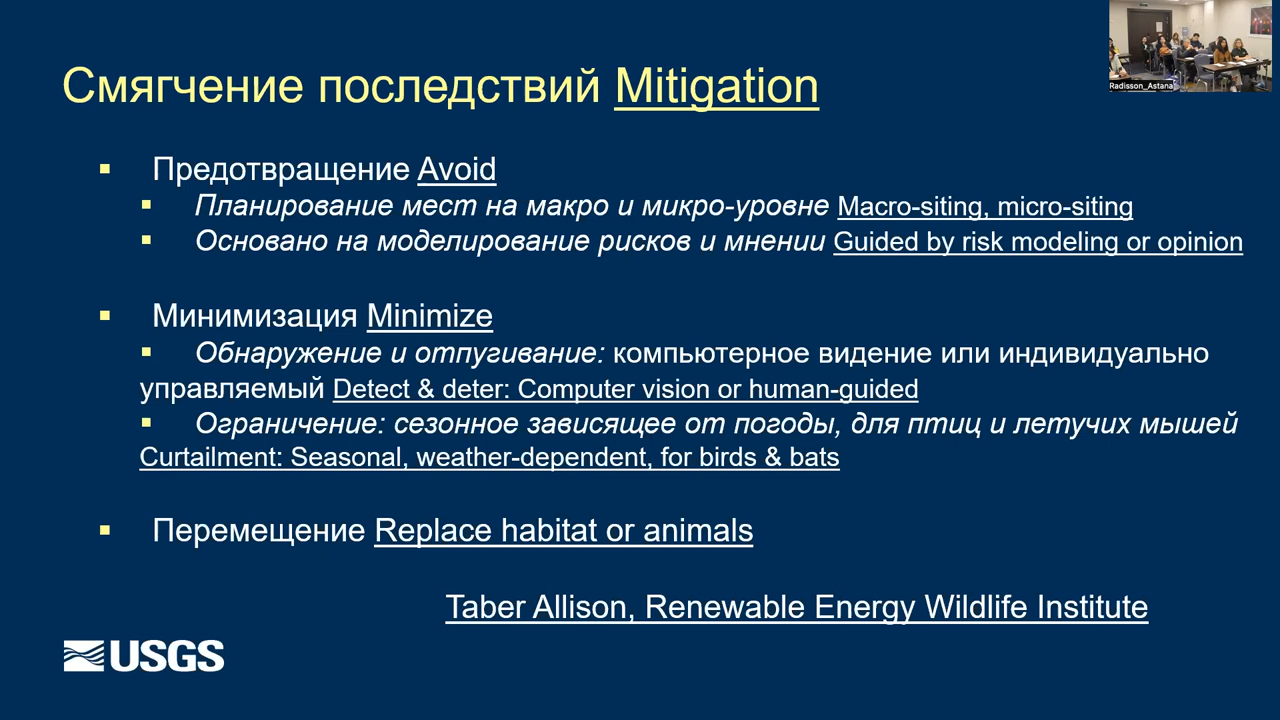 Radisson_Astana
Смягчение последствий Mitigation
▪ Предотвращение Avoid
▪ Планирование мест на макро и микро-уровне Macro-siting, micro-siting
▪ Основано на моделирование рисков и мнении Guided by risk modeling or opinion
▪ Минимизация Minimize
▪ Обнаружение и отпугивание: компьютерное видение или индивидуально
управляемый Detect & deter: Computer vision or human-guided
▪ Ограничение: сезонное зависящее от погоды, для птиц и летучих мышей
Curtailment: Seasonal, weather-dependent, for birds & bats
▪ Перемещение Replace habitat or animals
Taber Allison, Renewable Energy Wildlife Institute
USGS